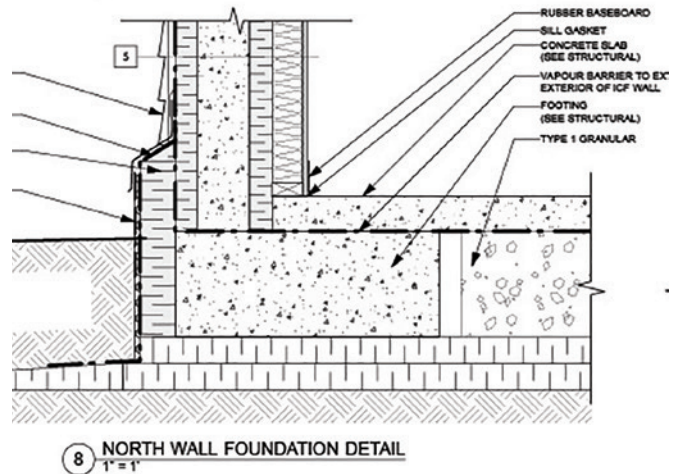 RUBBER BASEBOARD
SILL GASKET
CONCRETE SLAB
(SEE STRUCTURAL)
VAPOUR BARRIER TO EXT
EXTERIOR OF ICF WALL
FOOTING
(SEE STRUCTURAL)
TYPE 1 GRANULAR
5
8 NORTH WALL FOUNDATION DETAIL
1" = 1'